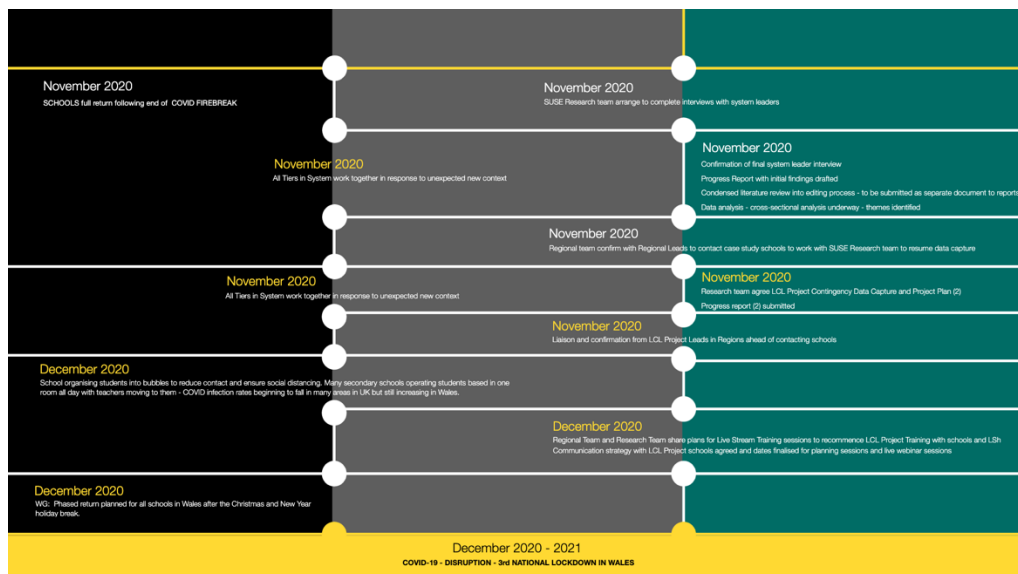 November 2020
SCHOOLS full return following end of COVID FIREBREAK
November 2020
SUSE Research team arrange to complete interviews with system leaders
November 2020
All Tiers in System work together in response to unexpected new context
November 2020
Confirmation of final system leader interview
Progress Report with initial findings drafted
Condensed literature review into editing process - to be submitted as separate document to reports
Data analysis - cross-sectional analysis underway - themes identified
November 2020
Regional team confirm with Regional Leads to contact case study schools to work with SUSE Research team to resume data capture
November 2020
All Tiers in System work together in response to unexpected new context
November 2020
Research team agree LCL Project Contingency Data Capture and Project Plan (2)
Progress report (2) submitted
November 2020
Liaison and confirmation from LCL Project Leads in Regions ahead of contacting schools
December 2020
School organising students into bubbles to reduce contact and ensure social distancing. Many secondary schools operating students based in one
room all day with teachers moving to them - COVID infection rates beginning to fall in many areas in UK but still increasing in Wales.
December 2020
Regional Team and Research Team share plans for Live Stream Training sessions to recommence LCL Project Training with schools and LSh
Communication strategy with LCL Project schools agreed and dates finalised for planning sessions and live webinar sessions
December 2020
WG: Phased return planned for all schools in Wales after the Christmas and New Year
holiday break.
December 2020 - 2021
COVID-19 - DISRUPTION - 3rd NATIONAL LOCKDOWN IN WALES